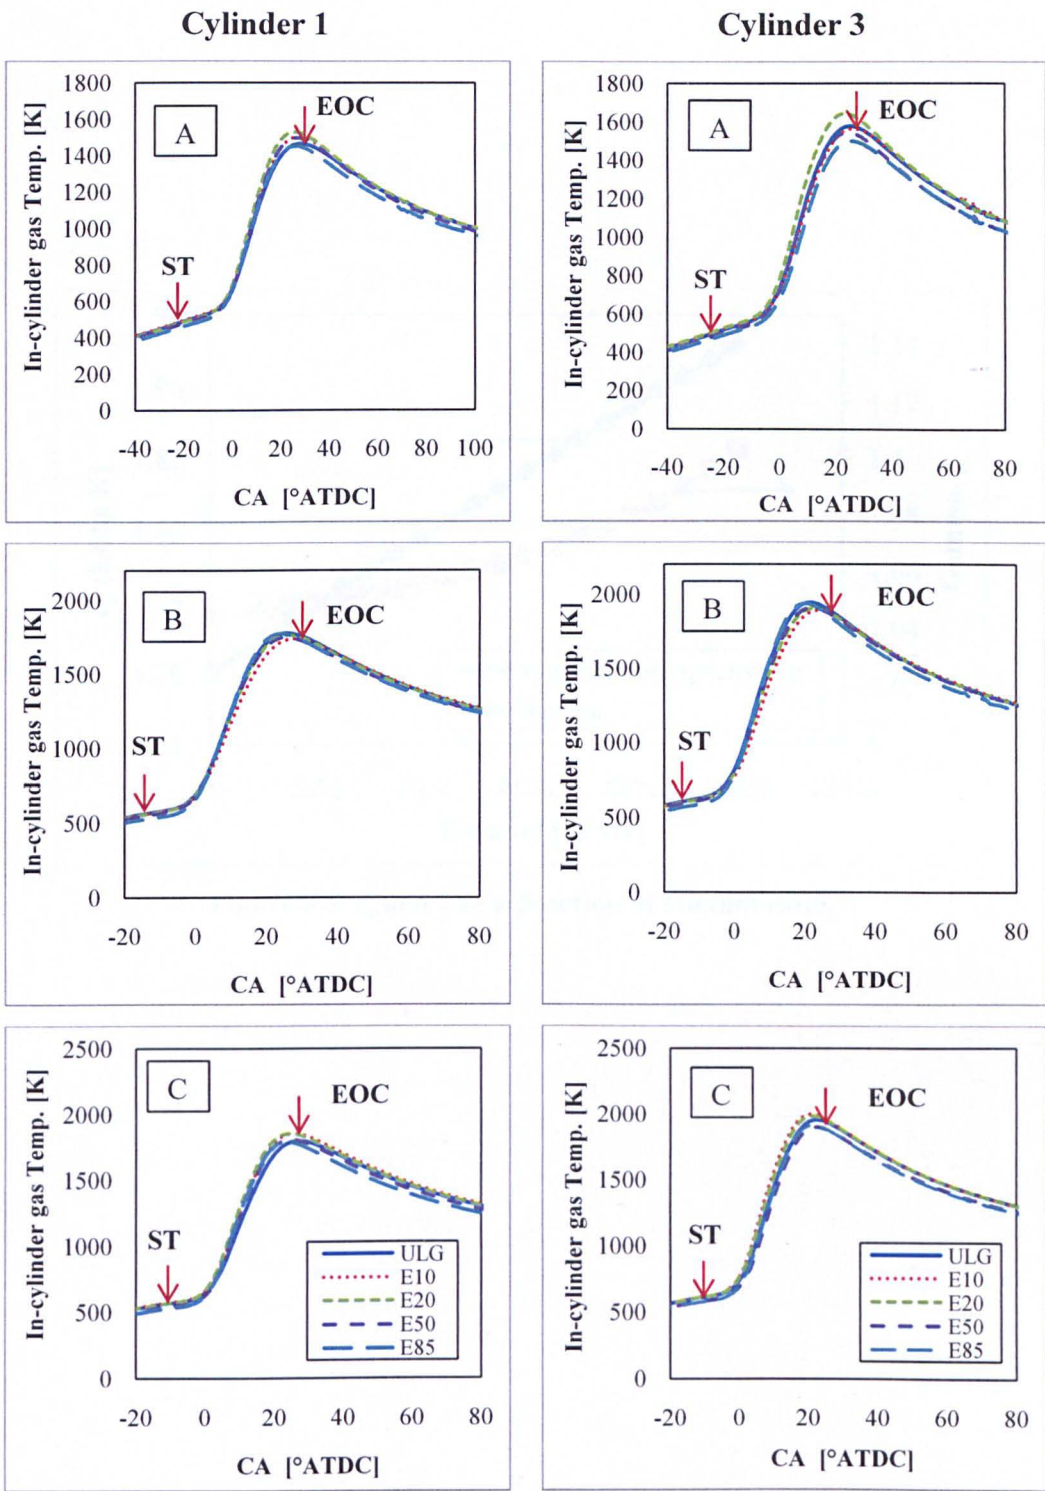 Cylinder 1
Cylinder 3
In-cylinder gas Temp. [K]
1800
1600
1400
1200
1000
800
600
400
200
0
A
EOC
ST
-40 -20 0 20 40 60 80 100
CA [°ATDC]
In-cylinder gas Temp. [K]
1800
1600
1400
1200
1000
800
600
400
200
0
A
EOC
ST
-40 -20 0 20 40 60 80
CA [°ATDC]
In-cylinder gas Temp. [K]
2000
1500
1000
500
0
B
EOC
ST
-20 0 20 40 60 80
CA [°ATDC]
In-cylinder gas Temp. [K]
2000
1500
1000
500
0
B
EOC
ST
-20 0 20 40 60 80
CA [°ATDC]
In-cylinder gas Temp. [K]
2500
2000
1500
1000
500
0
C
EOC
ST
ULG
E10
E20
E50
E85
-20 0 20 40 60 80
CA [°ATDC]
In-cylinder gas Temp. [K]
2500
2000
1500
1000
500
0
C
EOC
ST
ULG
E10
E20
E50
E85
-20 0 20 40 60 80
CA [°ATDC]